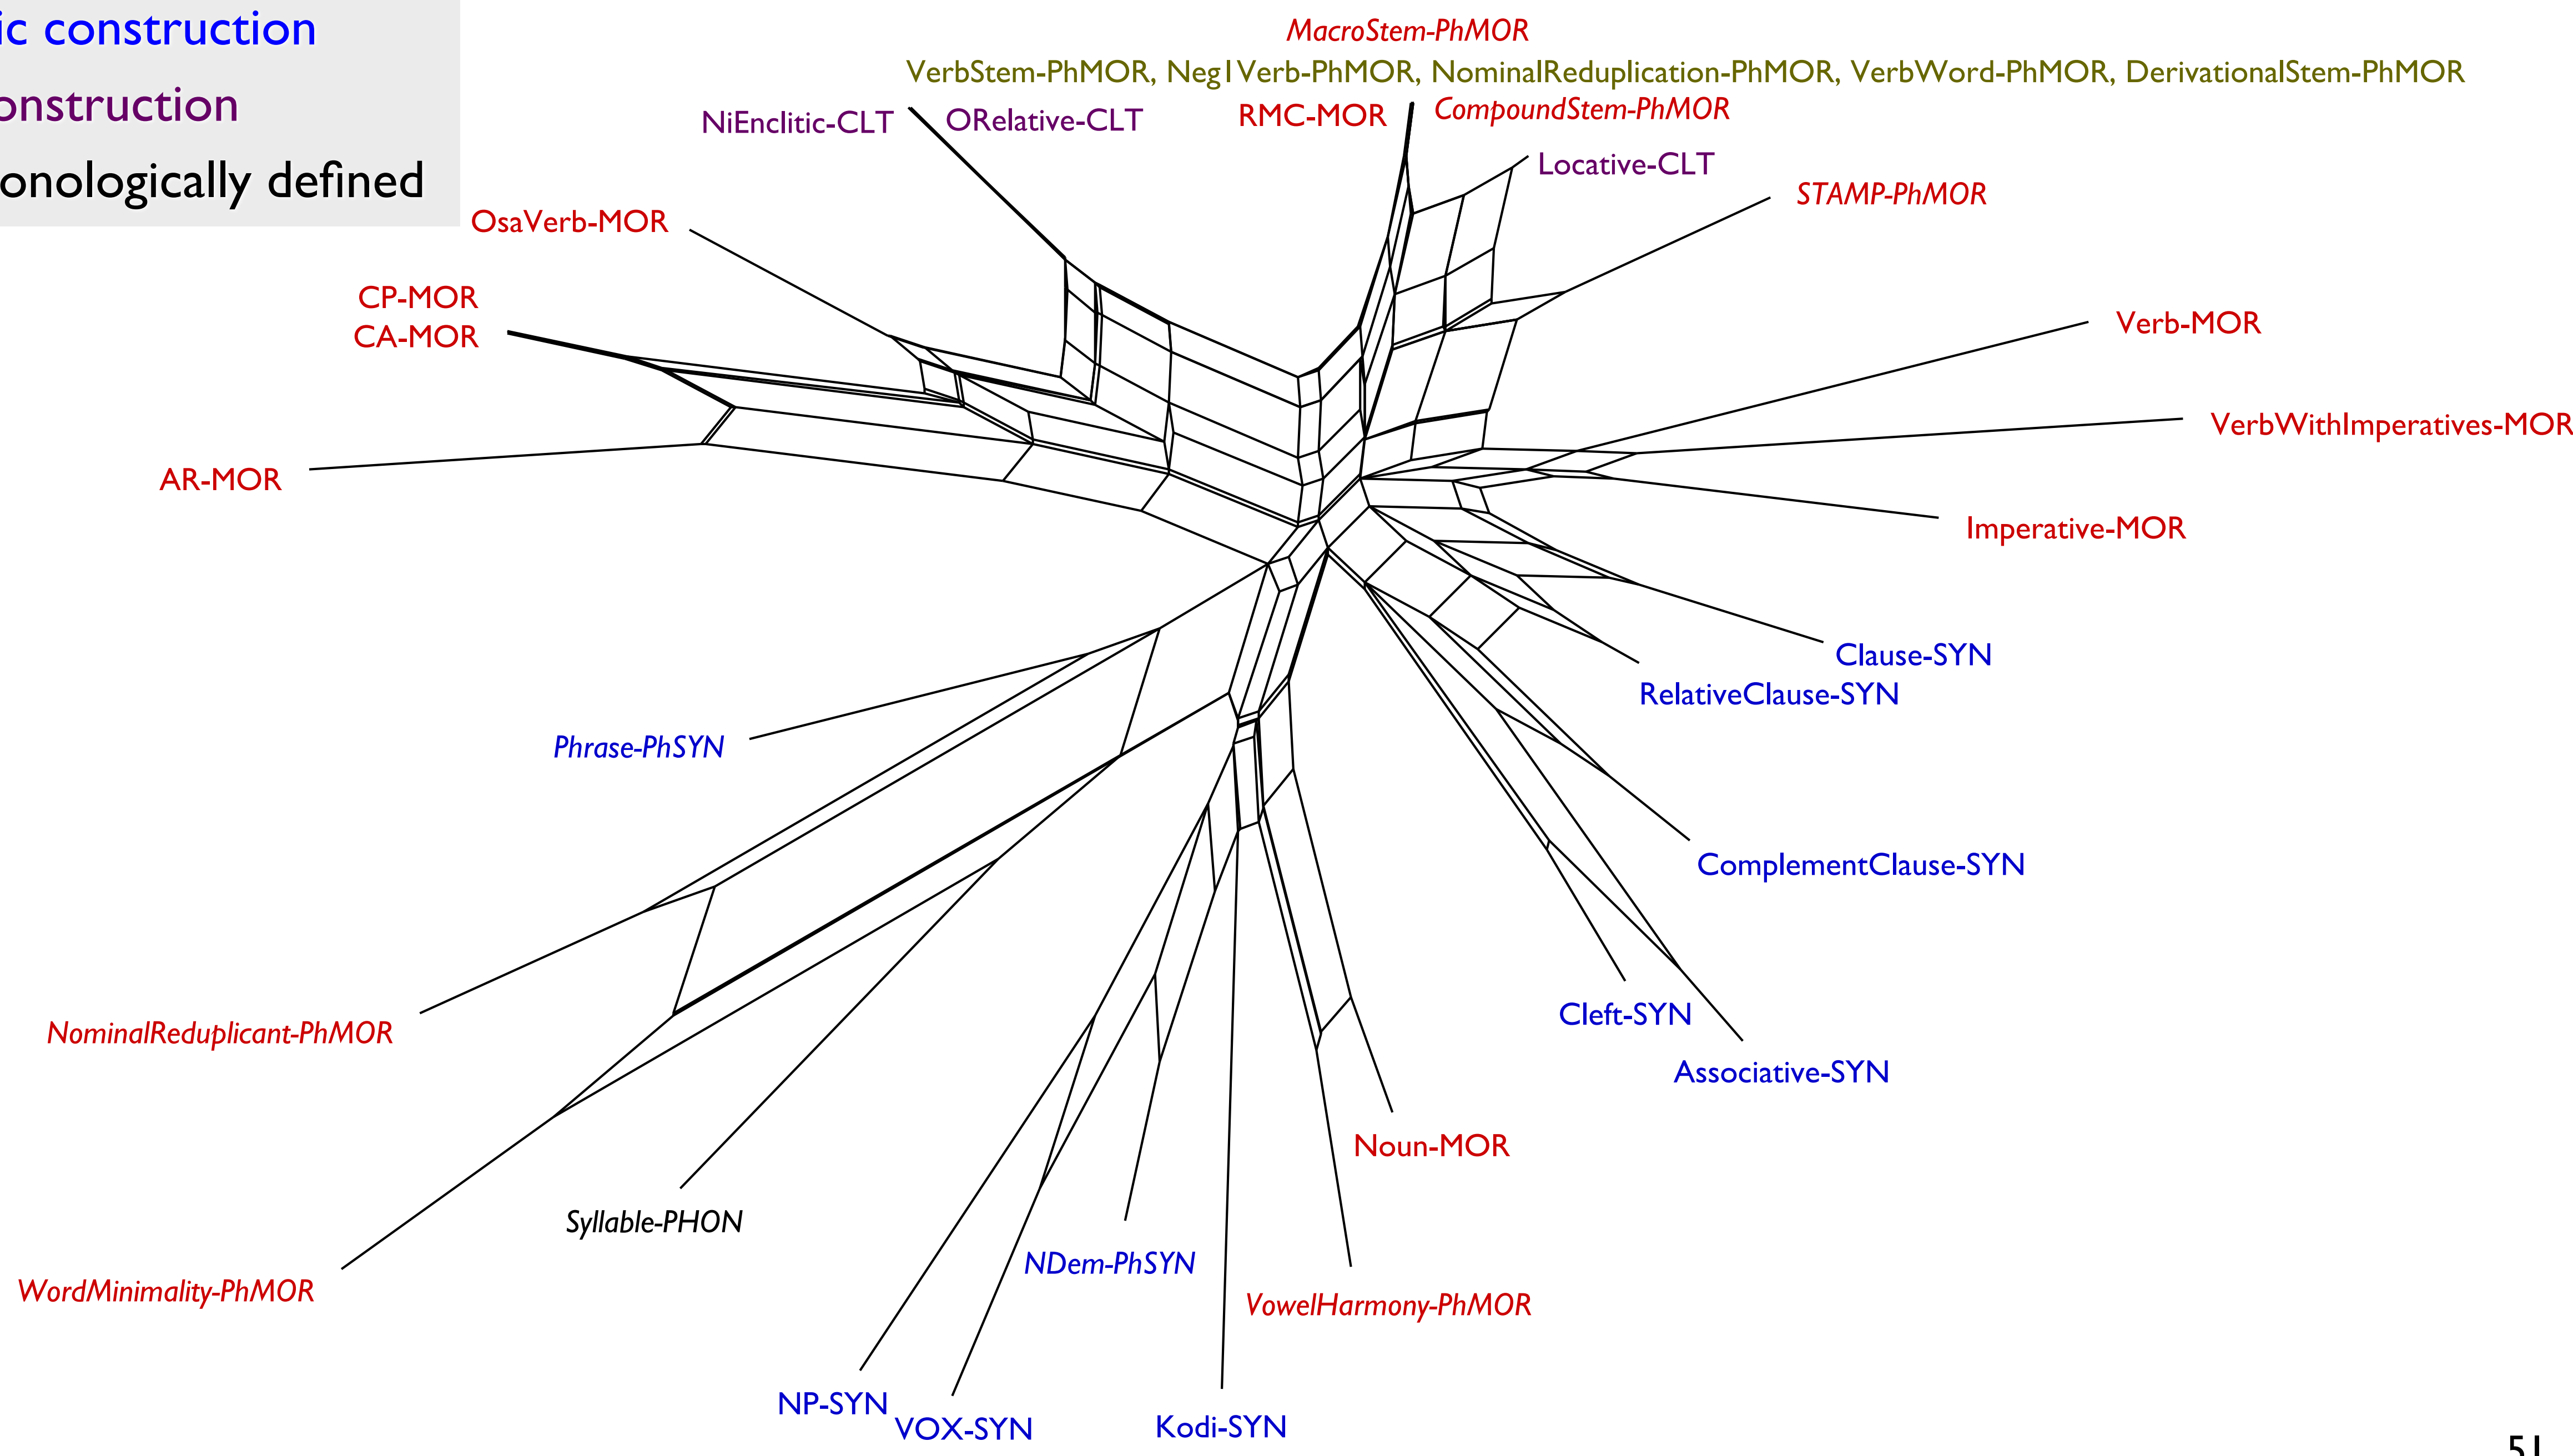 ic construction
onstruction
onologically defined
MacroStem-PhMOR
VerbStem-PhMOR, Neg1Verb-PhMOR, NominalReduplication-PhMOR, VerbWord-PhMOR, DerivationalStem-PhMOR
NiEnclitic-CLT
ORelative-CLT
RMC-MOR
CompoundStem-PhMOR
Locative-CLT
STAMP-PhMOR
OsaVerb-MOR
CP-MOR
CA-MOR
Verb-MOR
VerbWithImperatives-MOR
AR-MOR
Imperative-MOR
Clause-SYN
RelativeClause-SYN
Phrase-PhSYN
ComplementClause-SYN
Cleft-SYN
NominalReduplicant-PhMOR
Associative-SYN
Noun-MOR
Syllable-PHON
NDem-PhSYN
WordMinimality-PhMOR
VowelHarmony-PhMOR
NP-SYN
VOX-SYN
Kodi-SYN
51